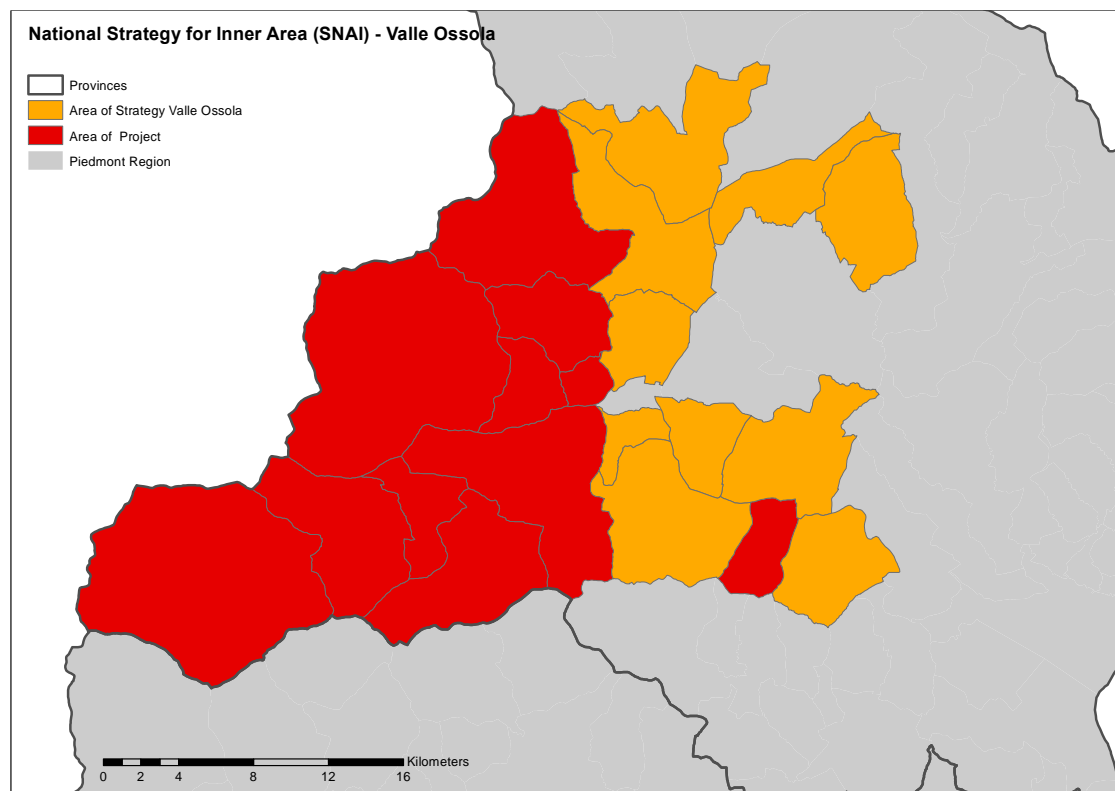 National Strategy for Inner Area (SNAI) - Valle Ossola
Provinces
Area of Strategy Valle Ossola
Area of Project
Piedmont Region
Kilometers
0 2 4 8 12 16